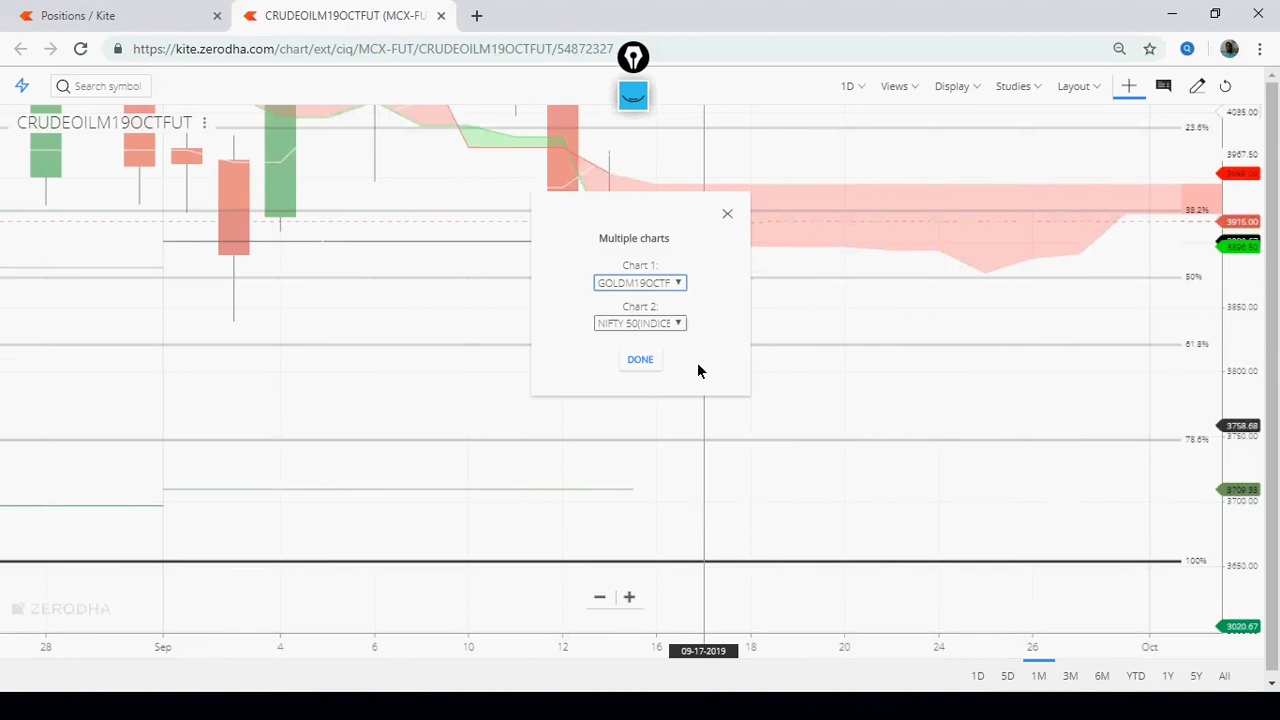 Positions / Kite
CRUDEOILM19OCTFUT (MCX-FU
https://kite.zerodha.com/chart/ext/ciq/MCX-FUT/CRUDEOILM19OCTFUT/54872327
Search symbol
1D Views Display Studies Layout
CRUDEOILM19OCTFUT
4035.00
23.6%
3967.50
38.2%
3915.00
3896.50
50%
3850.00
61.8%
3800.00
3758.68
3750.00
78.6%
3709.33
3700.00
100%
3650.00
3020.67
Multiple charts
Chart 1:
GOLDM19OCTF
Chart 2:
NIFTY 50(INDICE
DONE
ZERODHA
28 Sep 4 6 10 12 16 18 20 24 26 Oct
09-17-2019
1D 5D 1M 3M 6M YTD 1Y 5Y All